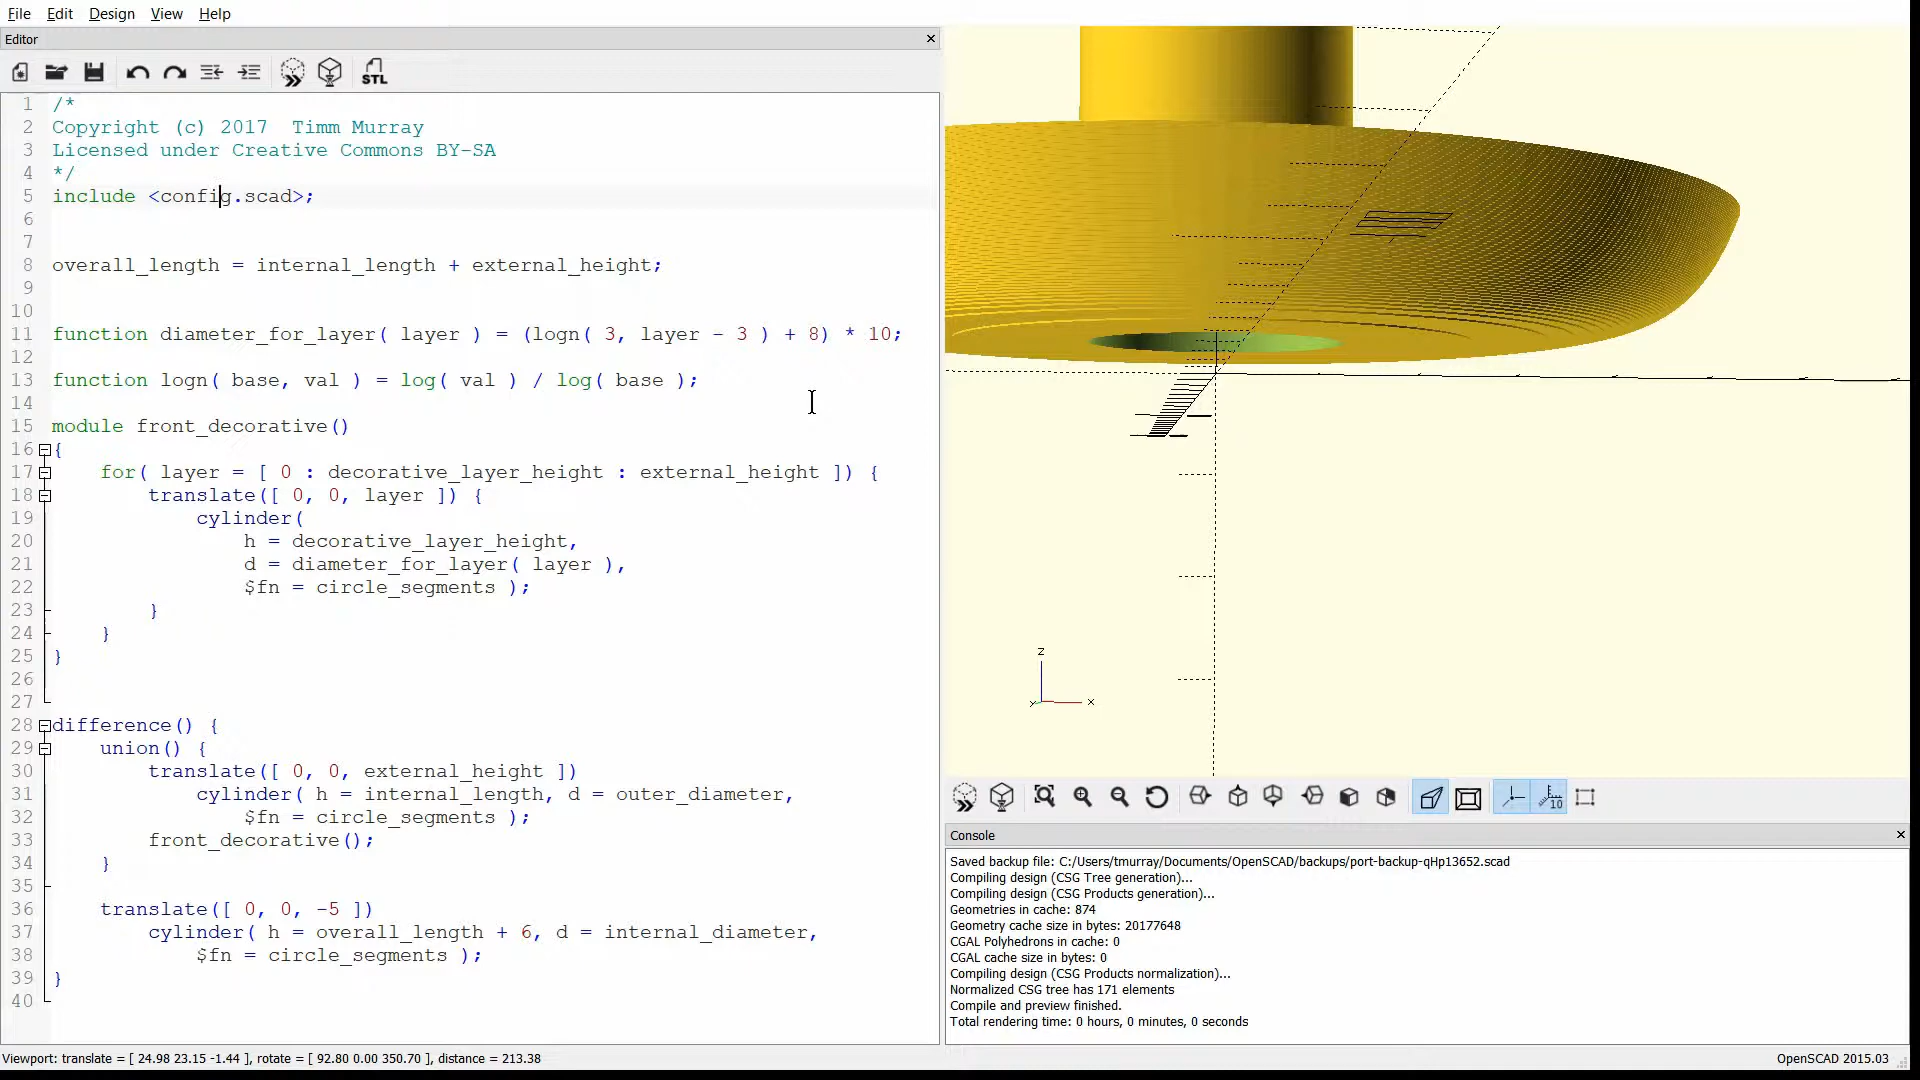 File Edit Design View Help
Editor
STL
1 /*
2 Copyright (c) 2017  Timm Murray
3 Licensed under Creative Commons BY-SA
4 */
5 include <config.scad>;
6
7
8 overall_length = internal_length + external_height;
9
10
11 function diameter_for_layer( layer ) = (logn( 3, layer - 3 ) + 8) * 10;
12
13 function logn( base, val ) = log( val ) / log( base );
14
15 module front_decorative()
16 {
17     for( layer = [ 0 : decorative_layer_height : external_height ]) {
18         translate([ 0, 0, layer ]) {
19             cylinder(
20                 h = decorative_layer_height,
21                 d = diameter_for_layer( layer ),
22                 $fn = circle_segments );
23         }
24     }
25 }
26
27
28 difference() {
29     union() {
30         translate([ 0, 0, external_height ])
31             cylinder( h = internal_length, d = outer_diameter,
32                 $fn = circle_segments );
33         front_decorative();
34     }
35
36     translate([ 0, 0, -5 ])
37         cylinder( h = overall_length + 6, d = internal_diameter,
38             $fn = circle_segments );
39 }
40
z
y x
10
Console
Saved backup file: C:/Users/tmurray/Documents/OpenSCAD/backups/port-backup-qHp13652.scad
Compiling design (CSG Tree generation)...
Compiling design (CSG Products generation)...
Geometries in cache: 874
Geometry cache size in bytes: 20177648
CGAL Polyhedrons in cache: 0
CGAL cache size in bytes: 0
Compiling design (CSG Products normalization)...
Normalized CSG tree has 171 elements
Compile and preview finished.
Total rendering time: 0 hours, 0 minutes, 0 seconds
Viewport: translate = [ 24.98 23.15 -1.44 ], rotate = [ 92.80 0.00 350.70 ], distance = 213.38
OpenSCAD 2015.03